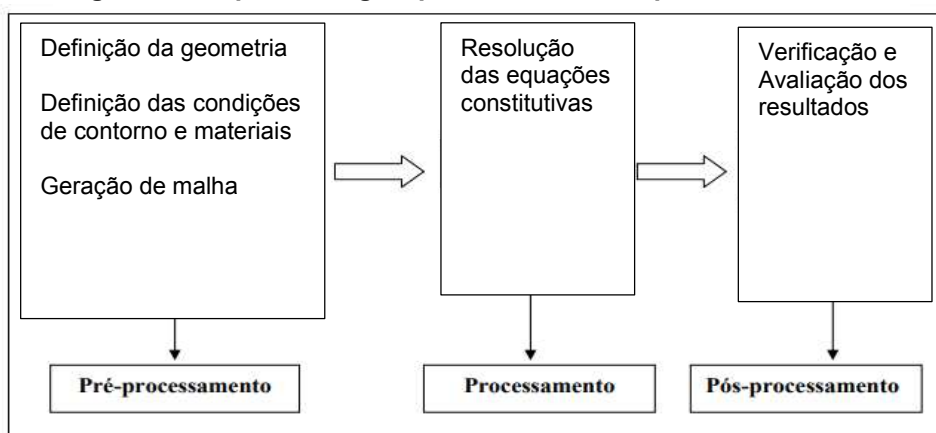 Definição da geometria
Definição das condições
de contorno e materiais
Geração de malha
Resolução
das equações
constitutivas
Verificação e
Avaliação dos
resultados
Pré-processamento
Processamento
Pós-processamento